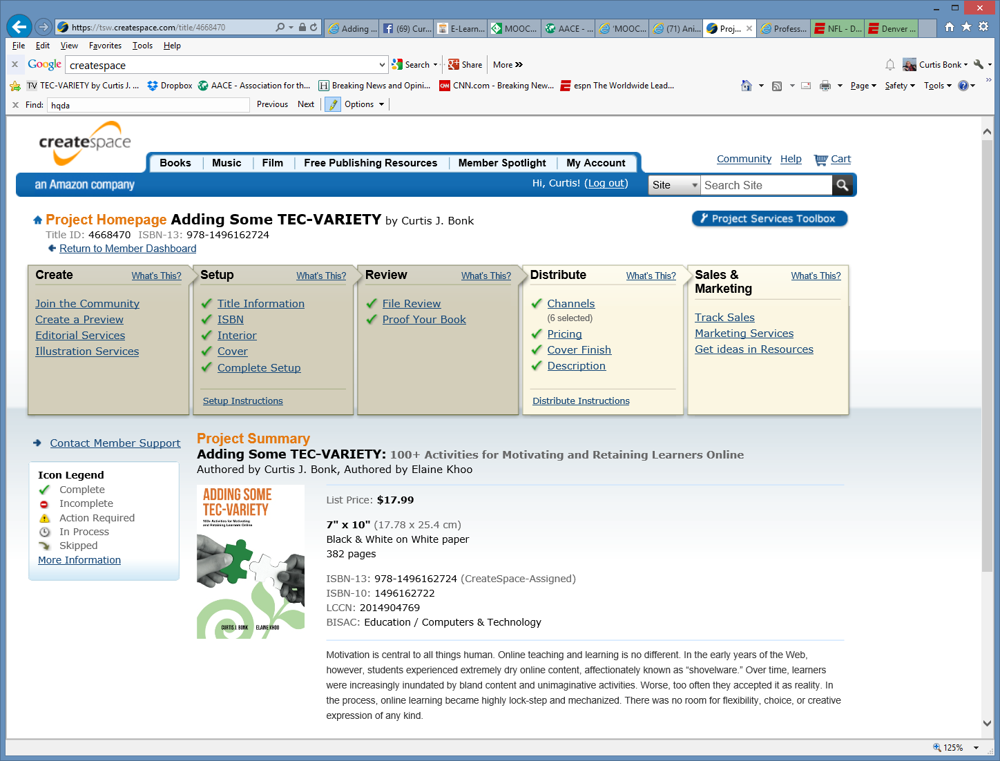 https://tsw.createspace.com/title/4668470
Adding ...
(69) Cur...
E-Learn...
MOOC...
AACE - ...
'MOOC...
(71) Ani...
Proj...
Profess...
NFL - D...
Denver ...
File Edit View Favorites Tools Help
x Google createspace Search Share More »
Curtis Bonk
TV TEC-VARIETY by Curtis J. ... Dropbox AACE - Association for th... H Breaking News and Opini... CNN CNN.com - Breaking New... espn The Worldwide Lead...
Page Safety Tools
x Find: hqda Previous Next Options
createspace
Books Music Film Free Publishing Resources Member Spotlight My Account
Community Help Cart
an Amazon company
Hi, Curtis! (Log out)
Site Search Site
Project Homepage Adding Some TEC-VARIETY by Curtis J. Bonk
Project Services Toolbox
Title ID: 4668470 ISBN-13: 978-1496162724
Return to Member Dashboard
Create What's This?
Join the Community
Create a Preview
Editorial Services
Illustration Services
Setup What's This?
Title Information
ISBN
Interior
Cover
Complete Setup
Setup Instructions
Review What's This?
File Review
Proof Your Book
Distribute What's This?
Channels
(6 selected)
Pricing
Cover Finish
Description
Distribute Instructions
Sales & What's This?
Marketing
Track Sales
Marketing Services
Get ideas in Resources
Contact Member Support
Icon Legend
Complete
Incomplete
Action Required
In Process
Skipped
More Information
Project Summary
Adding Some TEC-VARIETY: 100+ Activities for Motivating and Retaining Learners Online
Authored by Curtis J. Bonk, Authored by Elaine Khoo
ADDING SOME
TEC-VARIETY
100+ Activities for Motivating
and Retaining Learners Online
CURTIS J. BONK ELAINE KHOO
List Price: $17.99
7" x 10" (17.78 x 25.4 cm)
Black & White on White paper
382 pages
ISBN-13: 978-1496162724 (CreateSpace-Assigned)
ISBN-10: 1496162722
LCCN: 2014904769
BISAC: Education / Computers & Technology
Motivation is central to all things human. Online teaching and learning is no different. In the early years of the Web,
however, students experienced extremely dry online content, affectionately known as “shovelware.” Over time, learners
were increasingly inundated by bland content and unimaginative activities. Worse, too often they accepted it as reality. In
the process, online learning became highly lock-step and mechanized. There was no room for flexibility, choice, or creative
expression of any kind.
125%